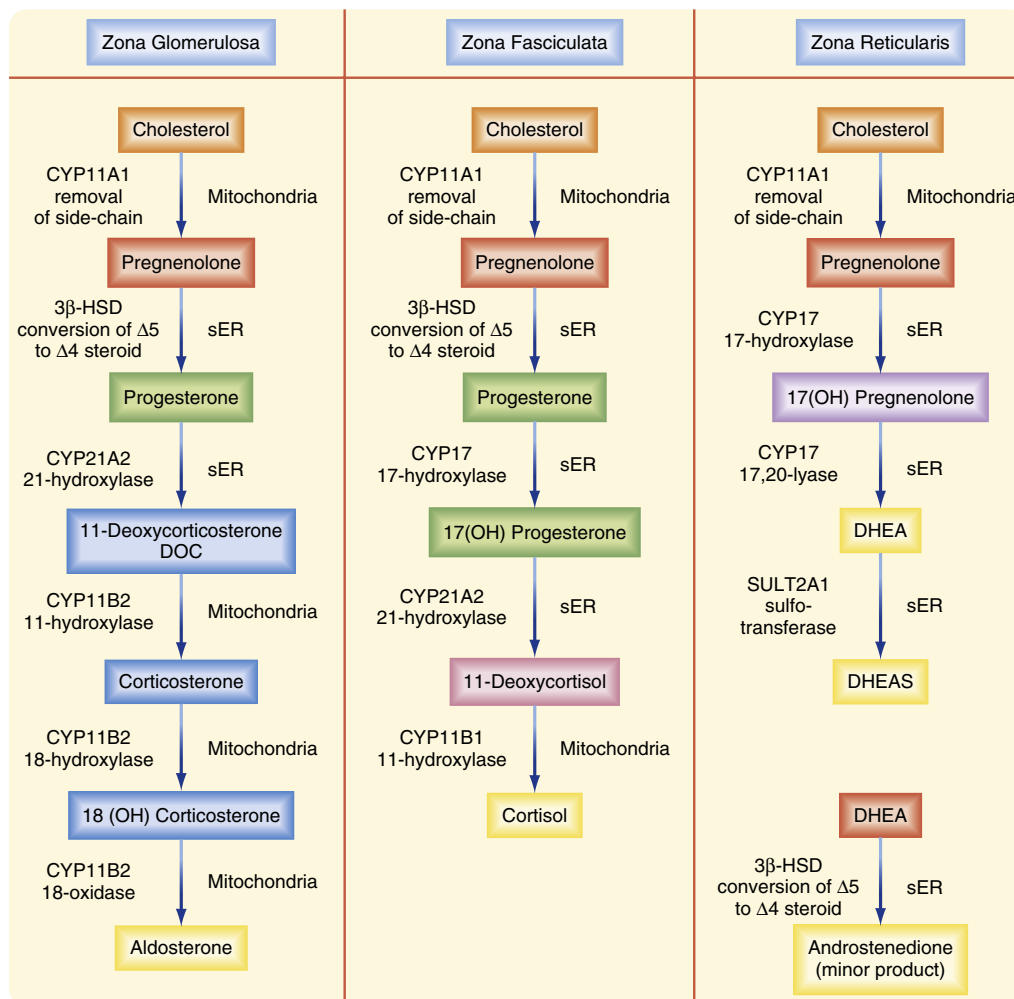 Zona Glomerulosa
Cholesterol
CYP11A1
removal
of side-chain
Mitochondria
Pregnenolone
3β-HSD
conversion of Δ5
to Δ4 steroid
sER
Progesterone
CYP21A2
21-hydroxylase
sER
11-Deoxycorticosterone
DOC
CYP11B2
11-hydroxylase
Mitochondria
Corticosterone
CYP11B2
18-hydroxylase
Mitochondria
18 (OH) Corticosterone
CYP11B2
18-oxidase
Mitochondria
Aldosterone
Zona Fasciculata
Cholesterol
CYP11A1
removal
of side-chain
Mitochondria
Pregnenolone
3β-HSD
conversion of Δ5
to Δ4 steroid
sER
Progesterone
CYP17
17-hydroxylase
sER
17(OH) Progesterone
CYP21A2
21-hydroxylase
sER
11-Deoxycortisol
CYP11B1
11-hydroxylase
Mitochondria
Cortisol
Zona Reticularis
Cholesterol
CYP11A1
removal
of side-chain
Mitochondria
Pregnenolone
CYP17
17-hydroxylase
sER
17(OH) Pregnenolone
CYP17
17,20-lyase
sER
DHEA
SULT2A1
sulfo-
transferase
sER
DHEAS
DHEA
3β-HSD
conversion of Δ5
to Δ4 steroid
sER
Androstenedione
(minor product)